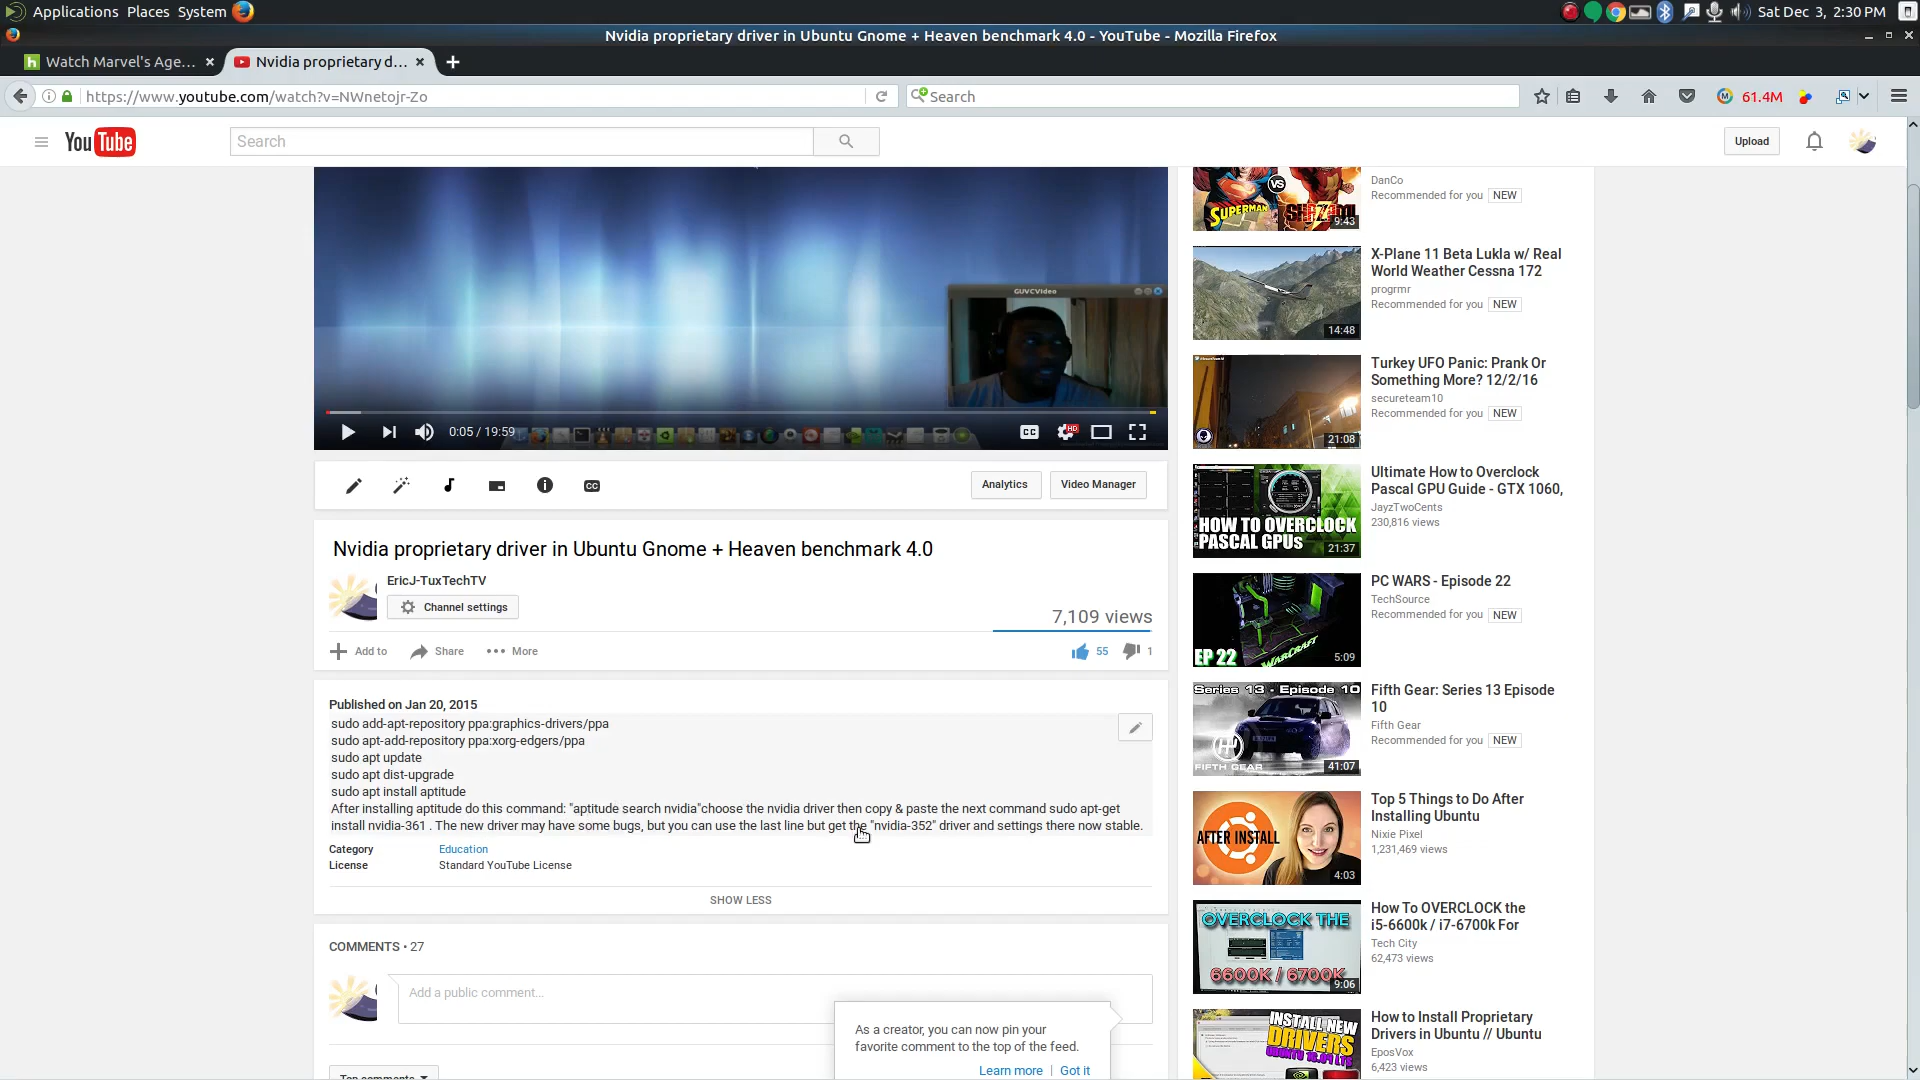 Applications Places System
Sat Dec 3, 2:30 PM
Nvidia proprietary driver in Ubuntu Gnome + Heaven benchmark 4.0 - YouTube - Mozilla Firefox
Watch Marvel's Age...
Nvidia proprietary d...
https://www.youtube.com/watch?v=NWnetojr-Zo
Search
61.4M
YouTube
Search
Upload
GUVCVideo
0:05 / 19:59
CC
HD
CC
Analytics
Video Manager
Nvidia proprietary driver in Ubuntu Gnome + Heaven benchmark 4.0
EricJ-TuxTechTV
Channel settings
7,109 views
Add to
Share
More
55
1
Published on Jan 20, 2015
sudo add-apt-repository ppa:graphics-drivers/ppa
sudo apt-add-repository ppa:xorg-edgers/ppa
sudo apt update
sudo apt dist-upgrade
sudo apt install aptitude
After installing aptitude do this command: "aptitude search nvidia"choose the nvidia driver then copy & paste the next command sudo apt-get
install nvidia-361 . The new driver may have some bugs, but you can use the last line but get the "nvidia-352" driver and settings there now stable.
Category Education
License Standard YouTube License
SHOW LESS
COMMENTS • 27
Add a public comment...
As a creator, you can now pin your
favorite comment to the top of the feed.
Learn more | Got it
Top comments
SUPERMAN
VS
9:43
DanCo
Recommended for you NEW
14:48
X-Plane 11 Beta Lukla w/ Real
World Weather Cessna 172
progrmr
Recommended for you NEW
21:08
Turkey UFO Panic: Prank Or
Something More? 12/2/16
secureteam10
Recommended for you NEW
HOW TO OVERCLOCK
PASCAL GPUs
21:37
Ultimate How to Overclock
Pascal GPU Guide - GTX 1060,
JayzTwoCents
230,816 views
EP 22
WARCRAFT
5:09
PC WARS - Episode 22
TechSource
Recommended for you NEW
Series 13 - Episode 10
FIFTH GEAR
41:07
Fifth Gear: Series 13 Episode
10
Fifth Gear
Recommended for you NEW
AFTER INSTALL
4:03
Top 5 Things to Do After
Installing Ubuntu
Nixie Pixel
1,231,469 views
OVERCLOCK THE
6600K / 6700K
9:06
How To OVERCLOCK the
i5-6600k / i7-6700k For
Tech City
62,473 views
INSTALL NEW
DRIVERS
UBUNTU 16.04 LTS
How to Install Proprietary
Drivers in Ubuntu // Ubuntu
EposVox
6,423 views